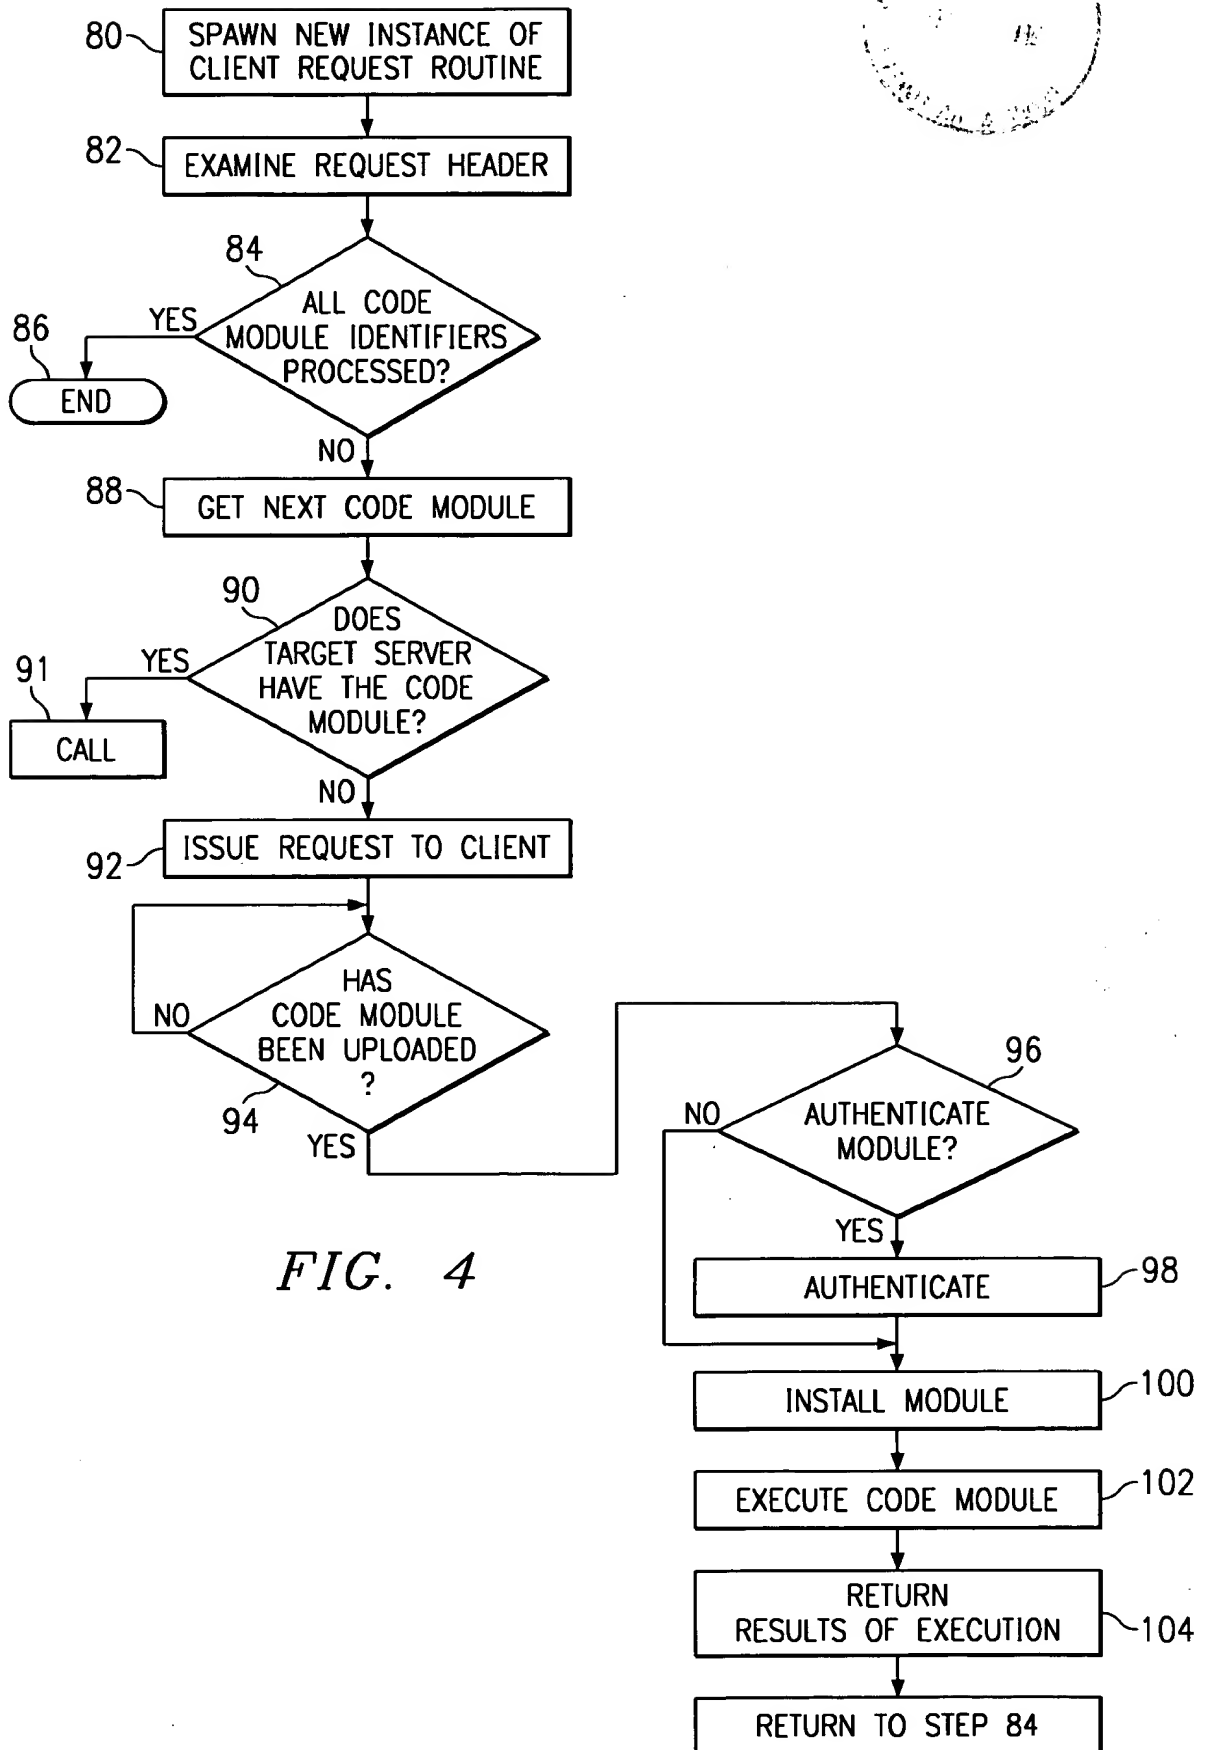 80
SPAWN NEW INSTANCE OF
CLIENT REQUEST ROUTINE
82
EXAMINE REQUEST HEADER
84
ALL CODE
MODULE IDENTIFIERS
PROCESSED?
YES
86
END
NO
88
GET NEXT CODE MODULE
90
DOES
TARGET SERVER
HAVE THE CODE
MODULE?
YES
91
CALL
NO
92
ISSUE REQUEST TO CLIENT
HAS
CODE MODULE
BEEN UPLOADED
?
NO
94
YES
96
AUTHENTICATE
MODULE?
NO
YES
98
AUTHENTICATE
100
INSTALL MODULE
102
EXECUTE CODE MODULE
RETURN
RESULTS OF EXECUTION
104
RETURN TO STEP 84
FIG. 4